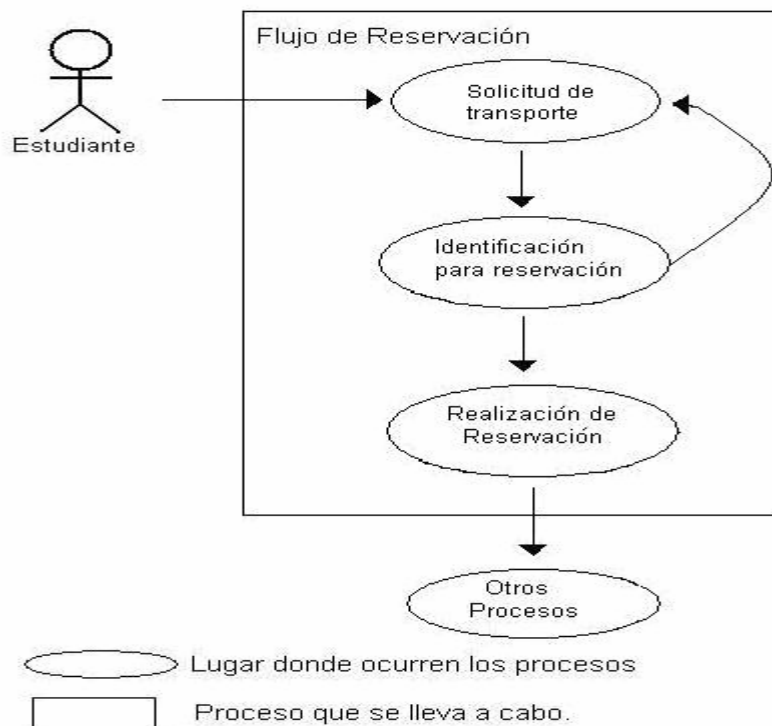 Flujo de Reservación
Solicitud de
transporte
Estudiante
Identificación
para reservación
Realización de
Reservación
Otros
Procesos
Lugar donde ocurren los procesos
Proceso que se lleva a cabo.